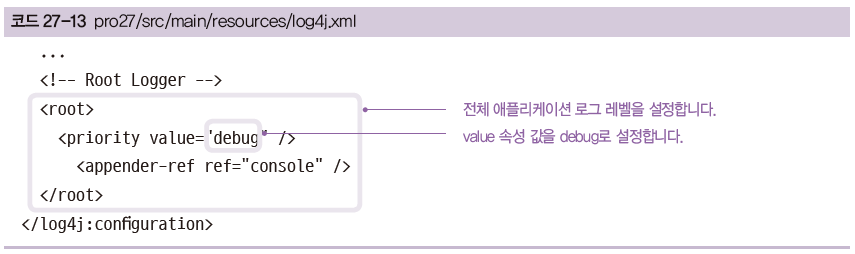 코드 27-13 pro27/src/main/resources/log4j.xml
...
<!-- Root Logger -->
<root>
전체 애플리케이션 로그 레벨을 설정합니다.
<priority value="debug" />
value 속성 값을 debug로 설정합니다.
<appender-ref ref="console" />
</root>
</log4j:configuration>